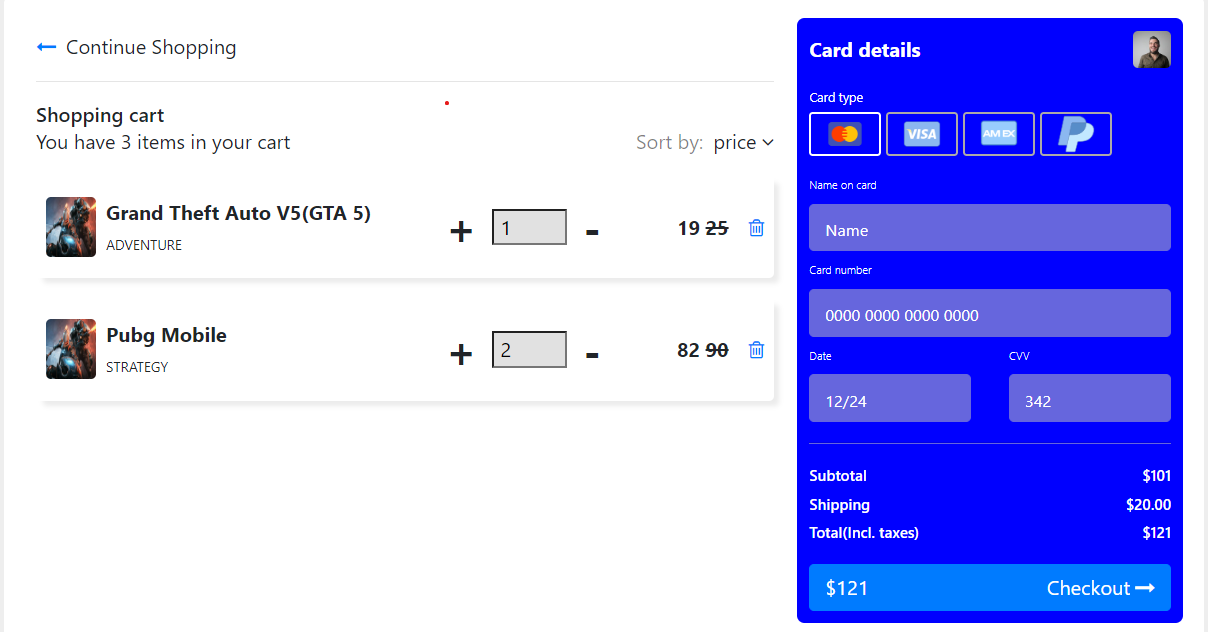 Continue Shopping
Shopping cart
You have 3 items in your cart
Sort by: price
Grand Theft Auto V5(GTA 5)
ADVENTURE
+ 1 - 19 25
Pubg Mobile
STRATEGY
+ 2 - 82 90
Card details
Card type
VISA
AM EX
Name on card
Name
Card number
0000 0000 0000 0000
Date CVV
12/24 342
Subtotal $101
Shipping $20.00
Total(Incl. taxes) $121
$121 Checkout